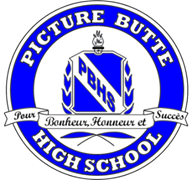 PICTURE BUTTE
PBHS
Pour Bonheur, Honneur et Succès
HIGH SCHOOL